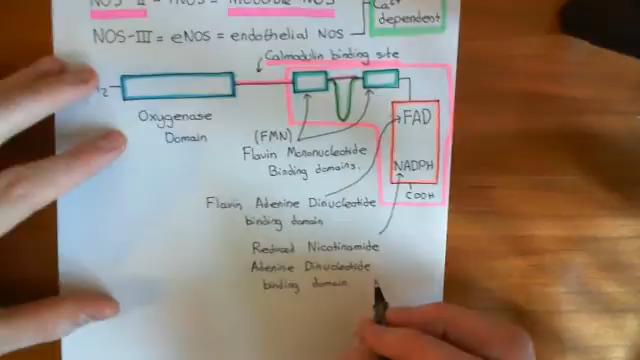 NOS-II = iNOS = inducible NOS
Ca2+
dependent
NOS-III = eNOS = endothelial NOS
Calmodulin binding site
Oxygenase
Domain
FAD
(FMN)
Flavin Mononucleotide
Binding domains.
NADPH
COOH
Flavin Adenine Dinucleotide
binding domain
Reduced Nicotinamide
Adenine Dinucleotide
binding domain